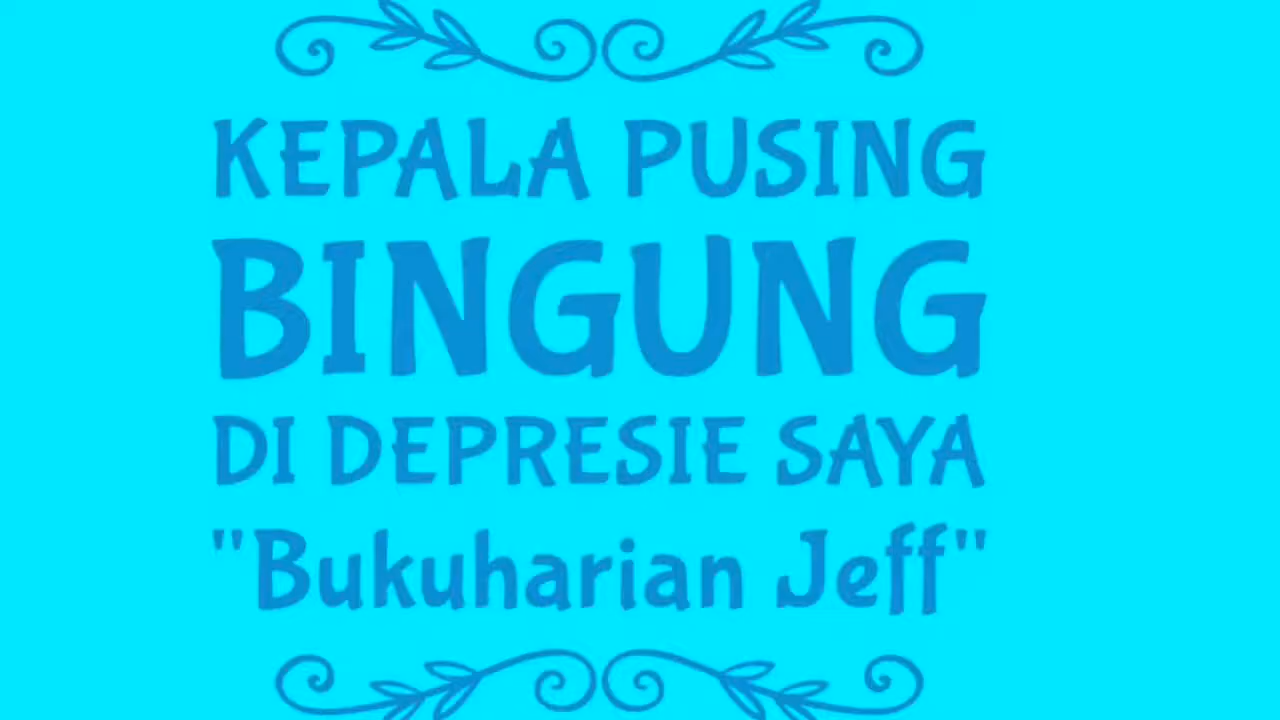 KEPALA PUSING
BINGUNG
DI DEPRESIE SAYA
"Bukuharian Jeff"